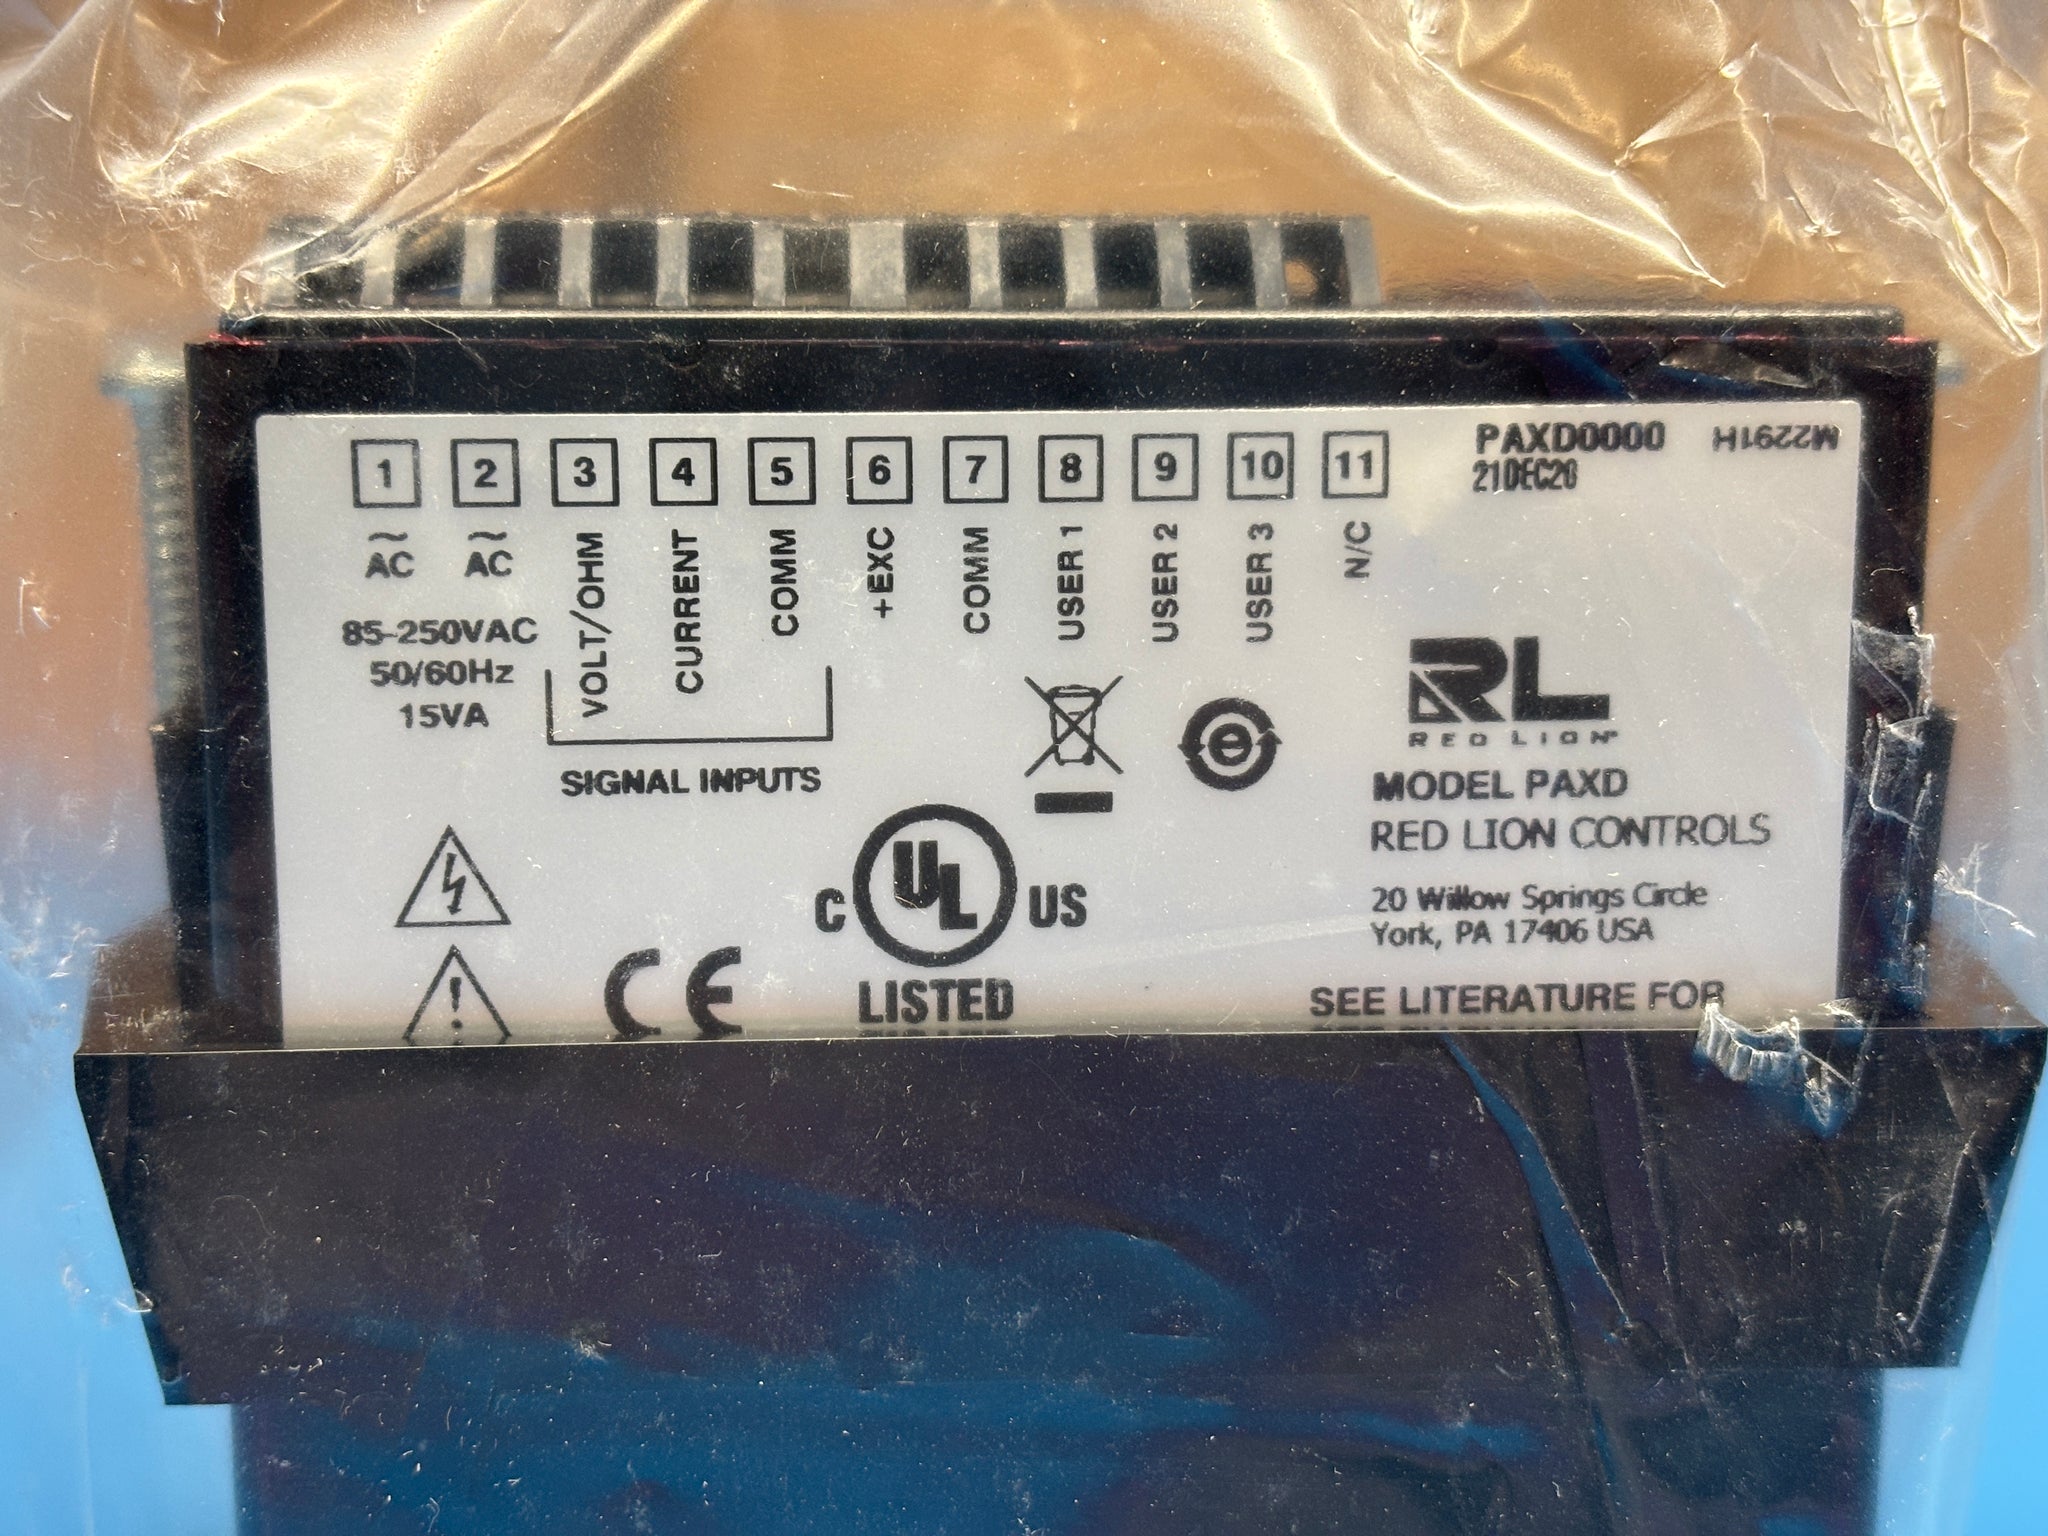 1 2 3 4 5 6 7 8 9 10 11
PAXD0000
M2291H
21DEC20
~ AC
~ AC
VOLT/OHM
CURRENT
COMM
+EXC
COMM
USER 1
USER 2
USER 3
N/C
85-250VAC
50/60Hz
15VA
SIGNAL INPUTS
RL
RED LION
MODEL PAXD
RED LION CONTROLS
20 Willow Springs Circle
York, PA 17406 USA
C UL US
LISTED
CE
!
SEE LITERATURE FOR